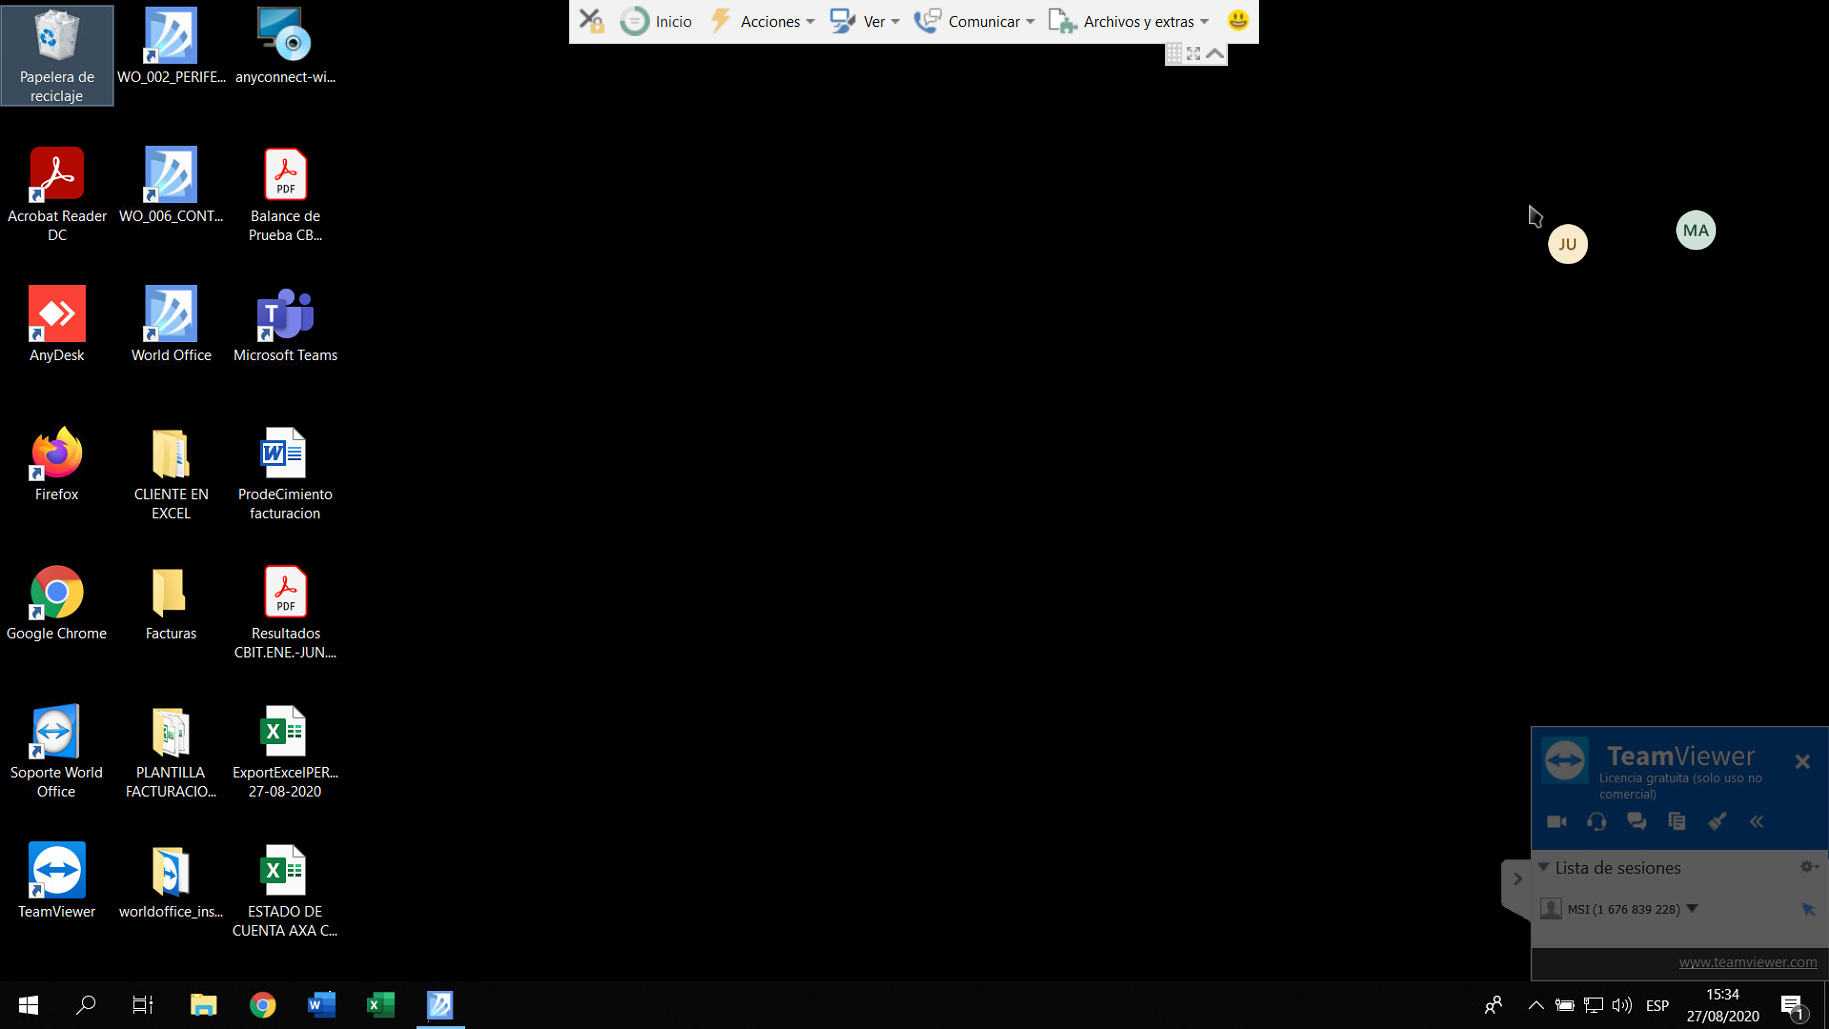 Inicio
Acciones
Ver
Comunicar
Archivos y extras
Papelera de
reciclaje
WO_002_PERIFE...
anyconnect-wi...
Acrobat Reader
DC
WO_006_CONT...
PDF
Balance de
Prueba CB...
AnyDesk
World Office
T
Microsoft Teams
Firefox
CLIENTE EN
EXCEL
W
ProdeCimiento
facturacion
Google Chrome
Facturas
PDF
Resultados
CBIT.ENE.-JUN....
Soporte World
Office
PLANTILLA
FACTURACIO...
X
ExportExcelPER...
27-08-2020
TeamViewer
worldoffice_ins...
X
ESTADO DE
CUENTA AXA C...
JU
MA
TeamViewer
Licencia gratuita (solo uso no
comercial)
Lista de sesiones
MSI (1 676 839 228)
www.teamviewer.com
W
X
ESP
15:34
27/08/2020
1